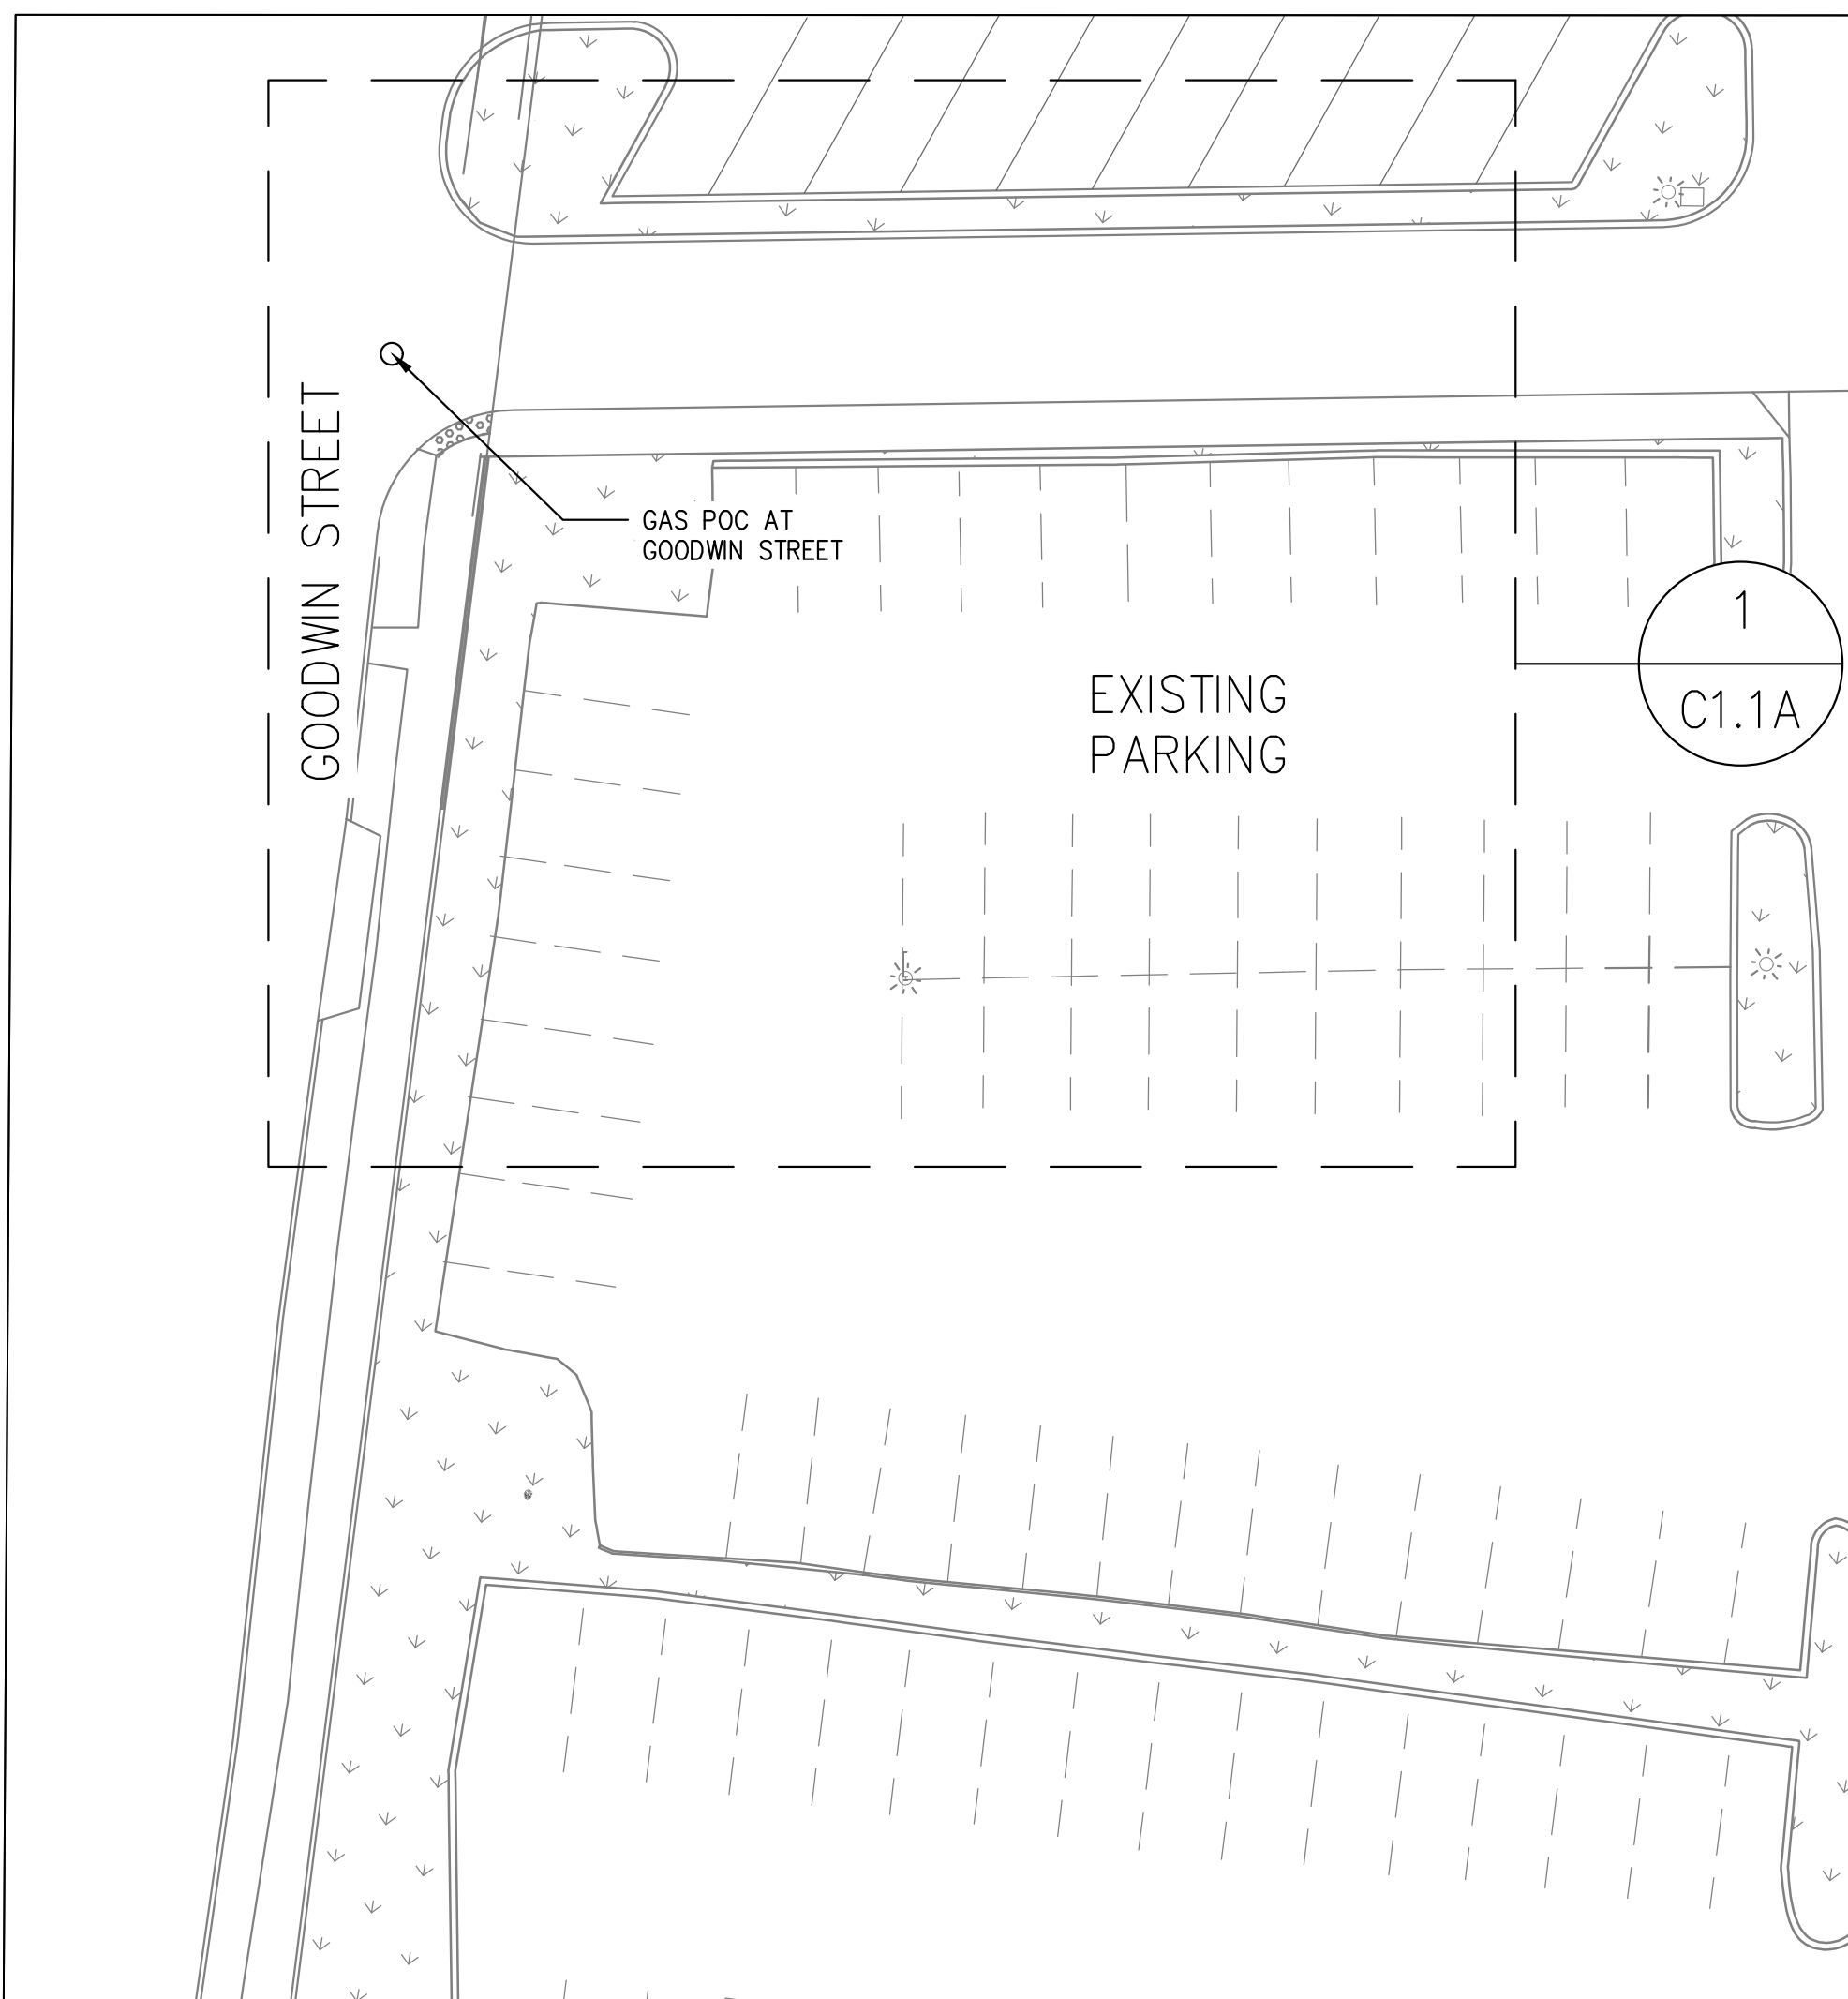 GOODWIN STREET
GAS POC AT
GOODWIN STREET
EXISTING
PARKING
1
C1.1A